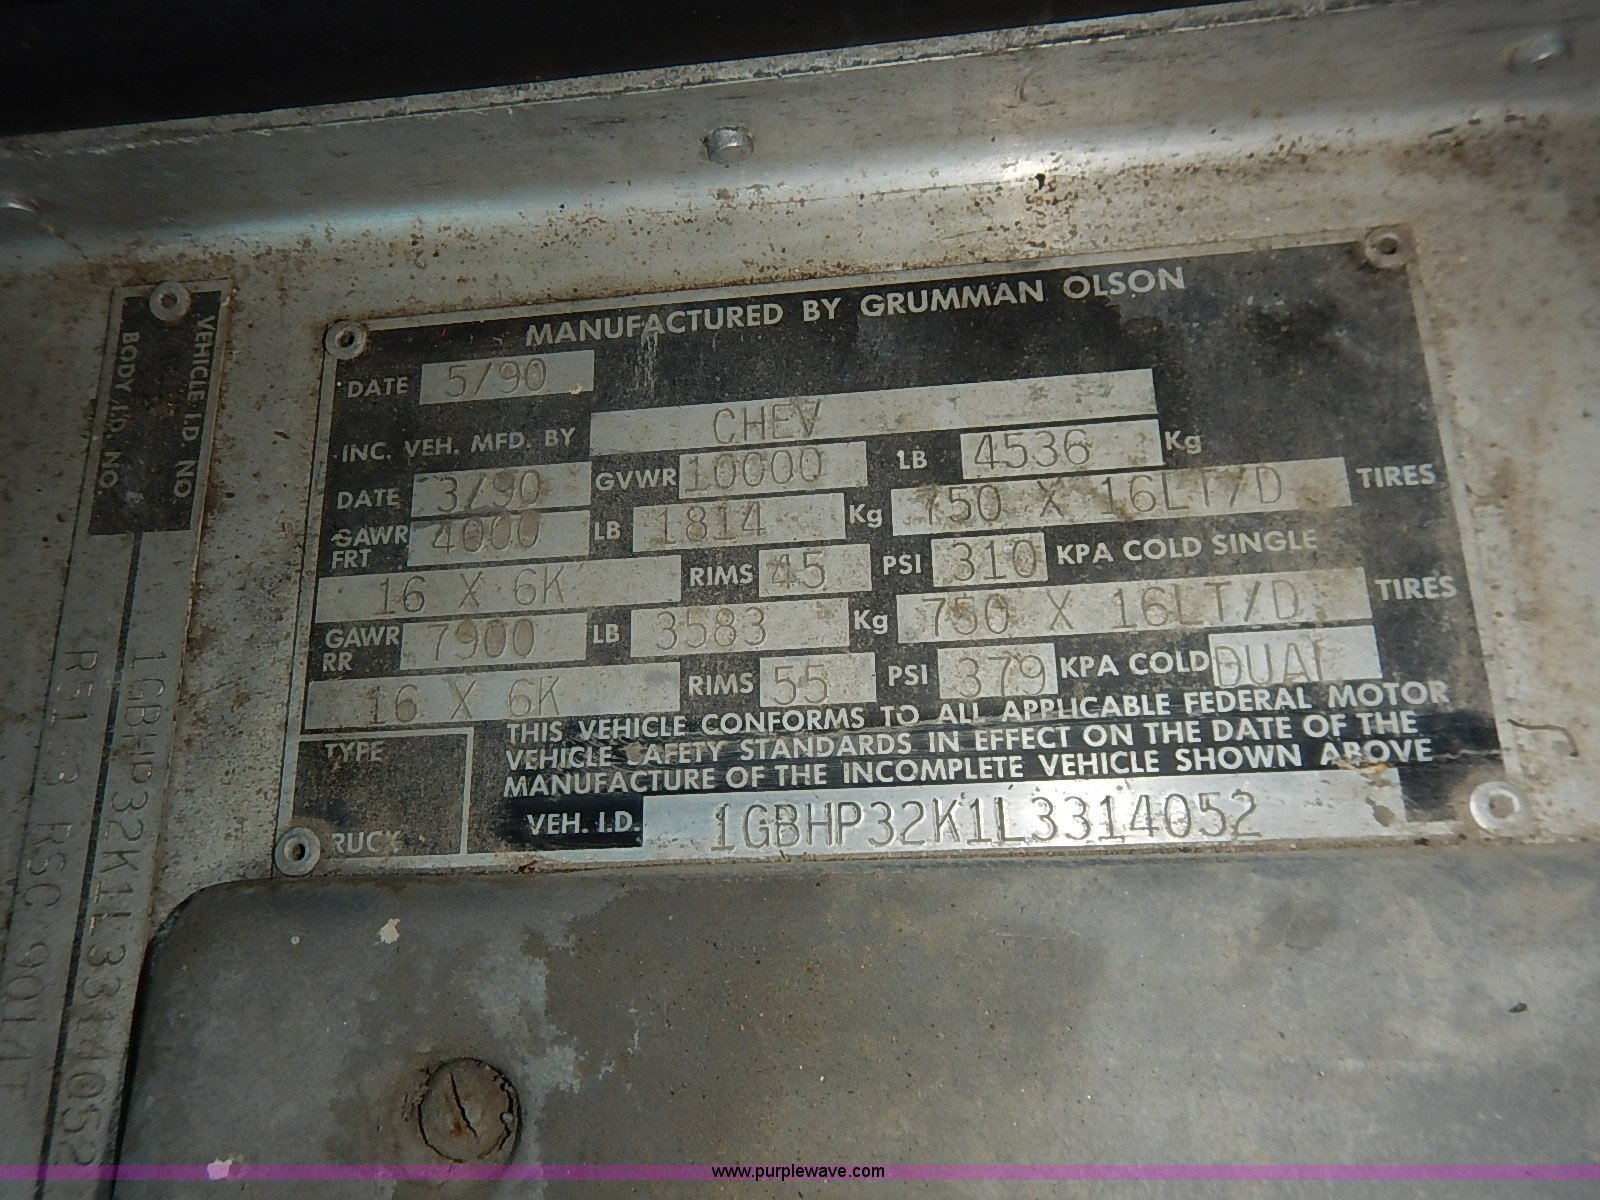 MANUFACTURED BY GRUMMAN OLSON
DATE 5/90
INC. VEH. MFD. BY CHEV
DATE 3/90 GVWR 10000 LB 4536 Kg
GAWR FRT 4000 LB 1814 Kg 750 X 16LT/D TIRES
16 X 6K RIMS 45 PSI 310 KPA COLD SINGLE
GAWR RR 7900 LB 3583 Kg 750 X 16LT/D TIRES
16 X 6K RIMS 55 PSI 379 KPA COLD DUAL
THIS VEHICLE CONFORMS TO ALL APPLICABLE FEDERAL MOTOR
VEHICLE SAFETY STANDARDS IN EFFECT ON THE DATE OF THE
MANUFACTURE OF THE INCOMPLETE VEHICLE SHOWN ABOVE
TYPE
TRUCK
VEH. I.D. 1GBHP32K1L3314052
VEHICLE I.D. NO 1GBHP32K1L3314052
BODY I.D. NO.
www.purplewave.com